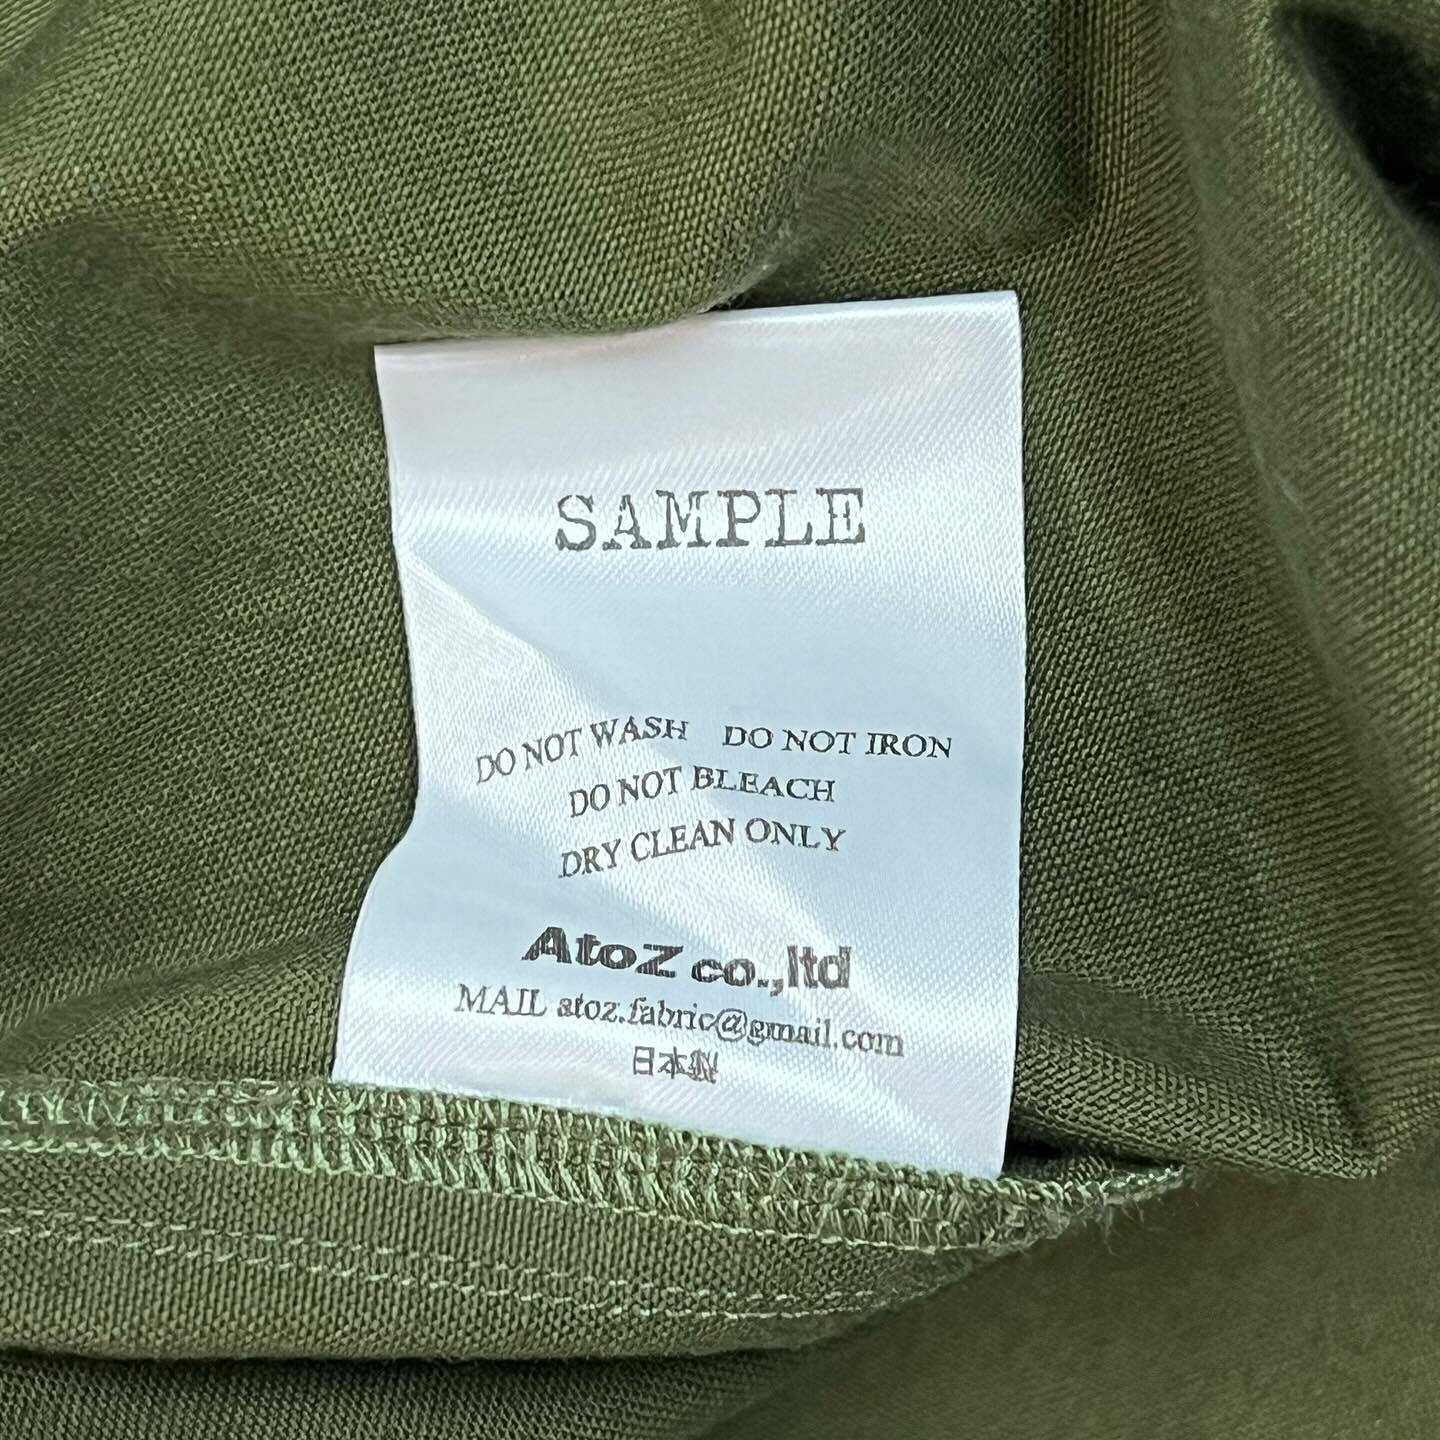 SAMPLE
DO NOT WASH DO NOT IRON
DO NOT BLEACH
DRY CLEAN ONLY
AtoZ co.,ltd
MAIL atoz.fabric@gmail.com
日本製